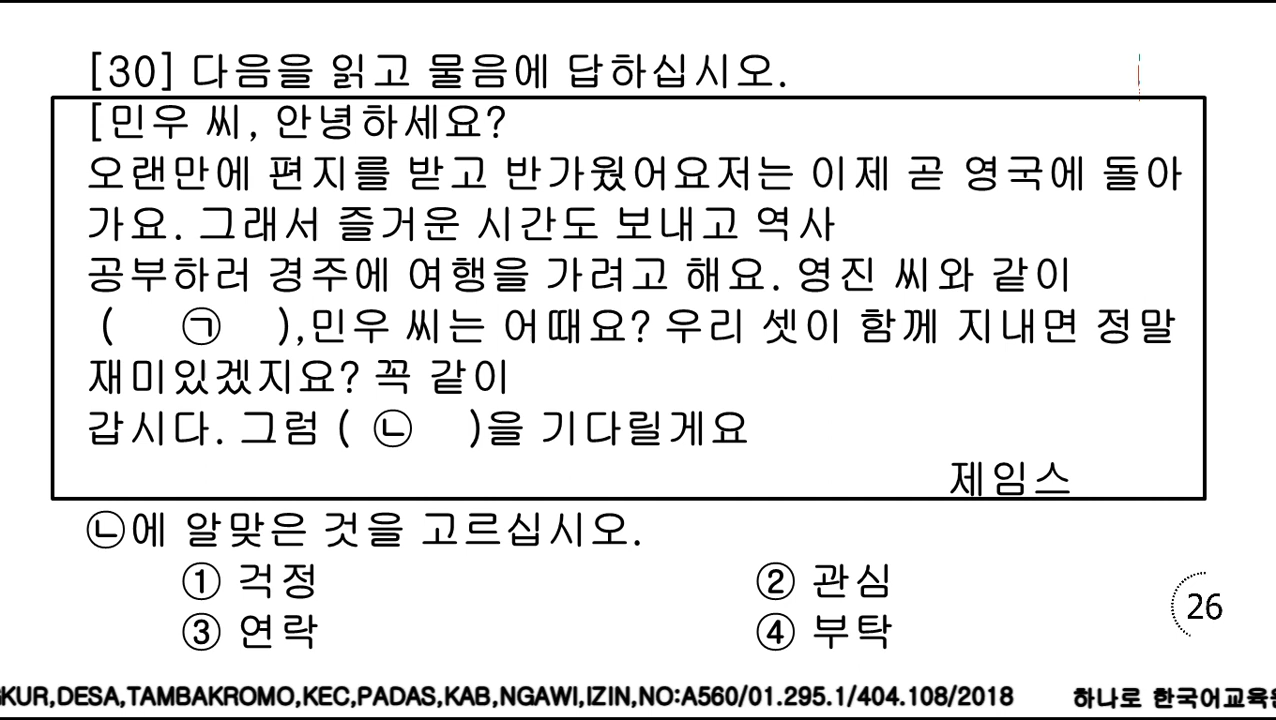 [30] 다음을 읽고 물음에 답하십시오.
[민우 씨, 안녕하세요?
오랜만에 편지를 받고 반가웠어요저는 이제 곧 영국에 돌아
가요. 그래서 즐거운 시간도 보내고 역사
공부하러 경주에 여행을 가려고 해요. 영진 씨와 같이
( ㉠ ),민우 씨는 어때요? 우리 셋이 함께 지내면 정말
재미있겠지요? 꼭 같이
갑시다. 그럼 ( ㉡ )을 기다릴게요
제임스
㉡에 알맞은 것을 고르십시오.
① 걱정 ② 관심
③ 연락 ④ 부탁
26
KUR,DESA,TAMBAKROMO,KEC,PADAS,KAB,NGAWI,IZIN,NO:A560/01.295.1/404.108/2018 하나로 한국어교육원